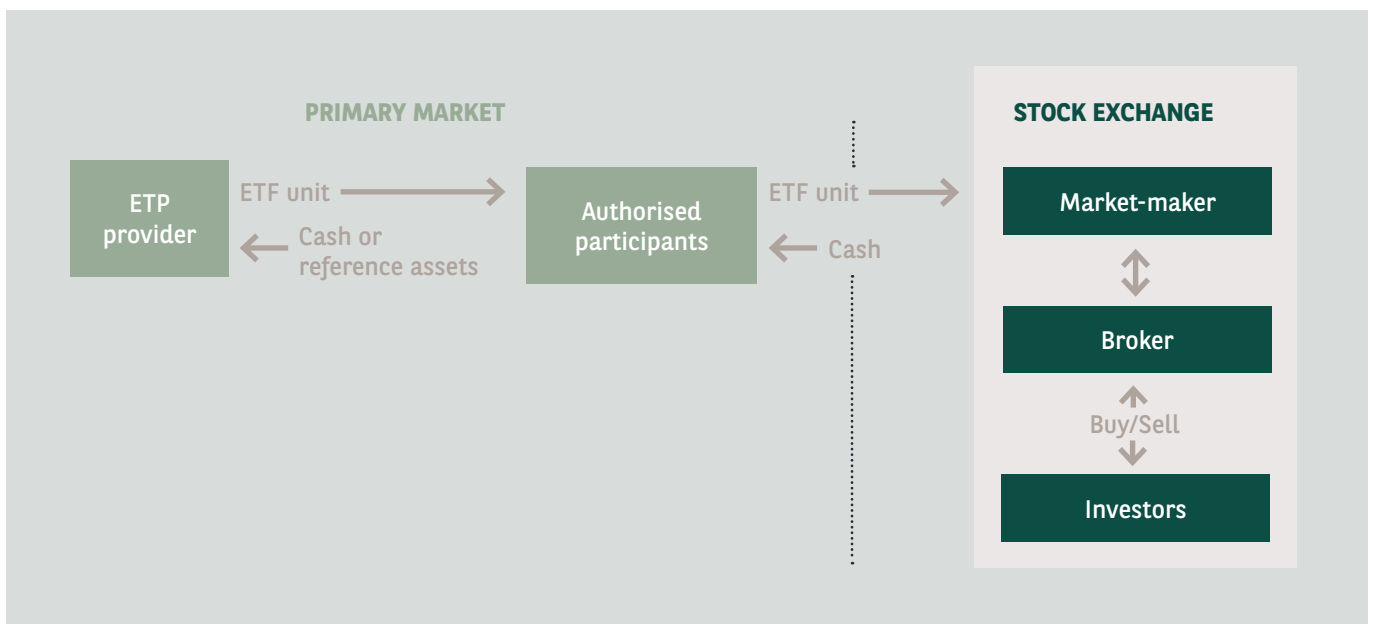 PRIMARY MARKET
STOCK EXCHANGE
ETP
provider
ETF unit
Cash or
reference assets
Authorised
participants
ETF unit
Cash
Market-maker
Broker
Buy/Sell
Investors